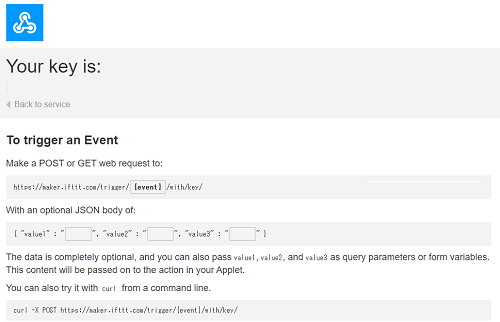 Your key is:
Back to service
To trigger an Event
Make a POST or GET web request to:
https://maker.ifttt.com/trigger/ {event} /with/key/
With an optional JSON body of:
{ "value1" : "", "value2" : "", "value3" : "" }
The data is completely optional, and you can also pass value1, value2, and value3 as query parameters or form variables.
This content will be passed on to the action in your Applet.
You can also try it with curl from a command line.
curl -X POST https://maker.ifttt.com/trigger/{event}/with/key/